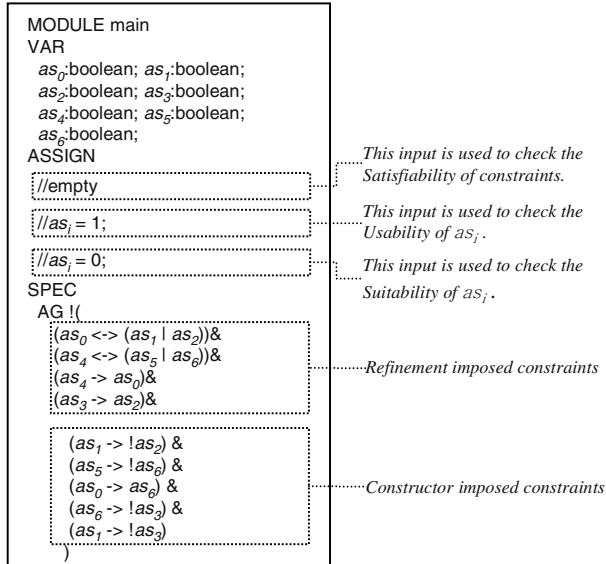 MODULE main
VAR
as0:boolean; as1:boolean;
as2:boolean; as3:boolean;
as4:boolean; as5:boolean;
as6:boolean;
ASSIGN
//empty
This input is used to check the
Satisfiability of constraints.
//asi = 1;
This input is used to check the
Usability of asi.
//asi = 0;
This input is used to check the
Suitability of asi.
SPEC
AG !(
(as0 <-> (as1 | as2))&
(as4 <-> (as5 | as6))&
(as4 -> as0)&
(as3 -> as2)&
Refinement imposed constraints
(as1 -> !as2) &
(as5 -> !as6) &
(as0 -> as6) &
(as6 -> !as3) &
(as1 -> !as3)
Constructor imposed constraints
)